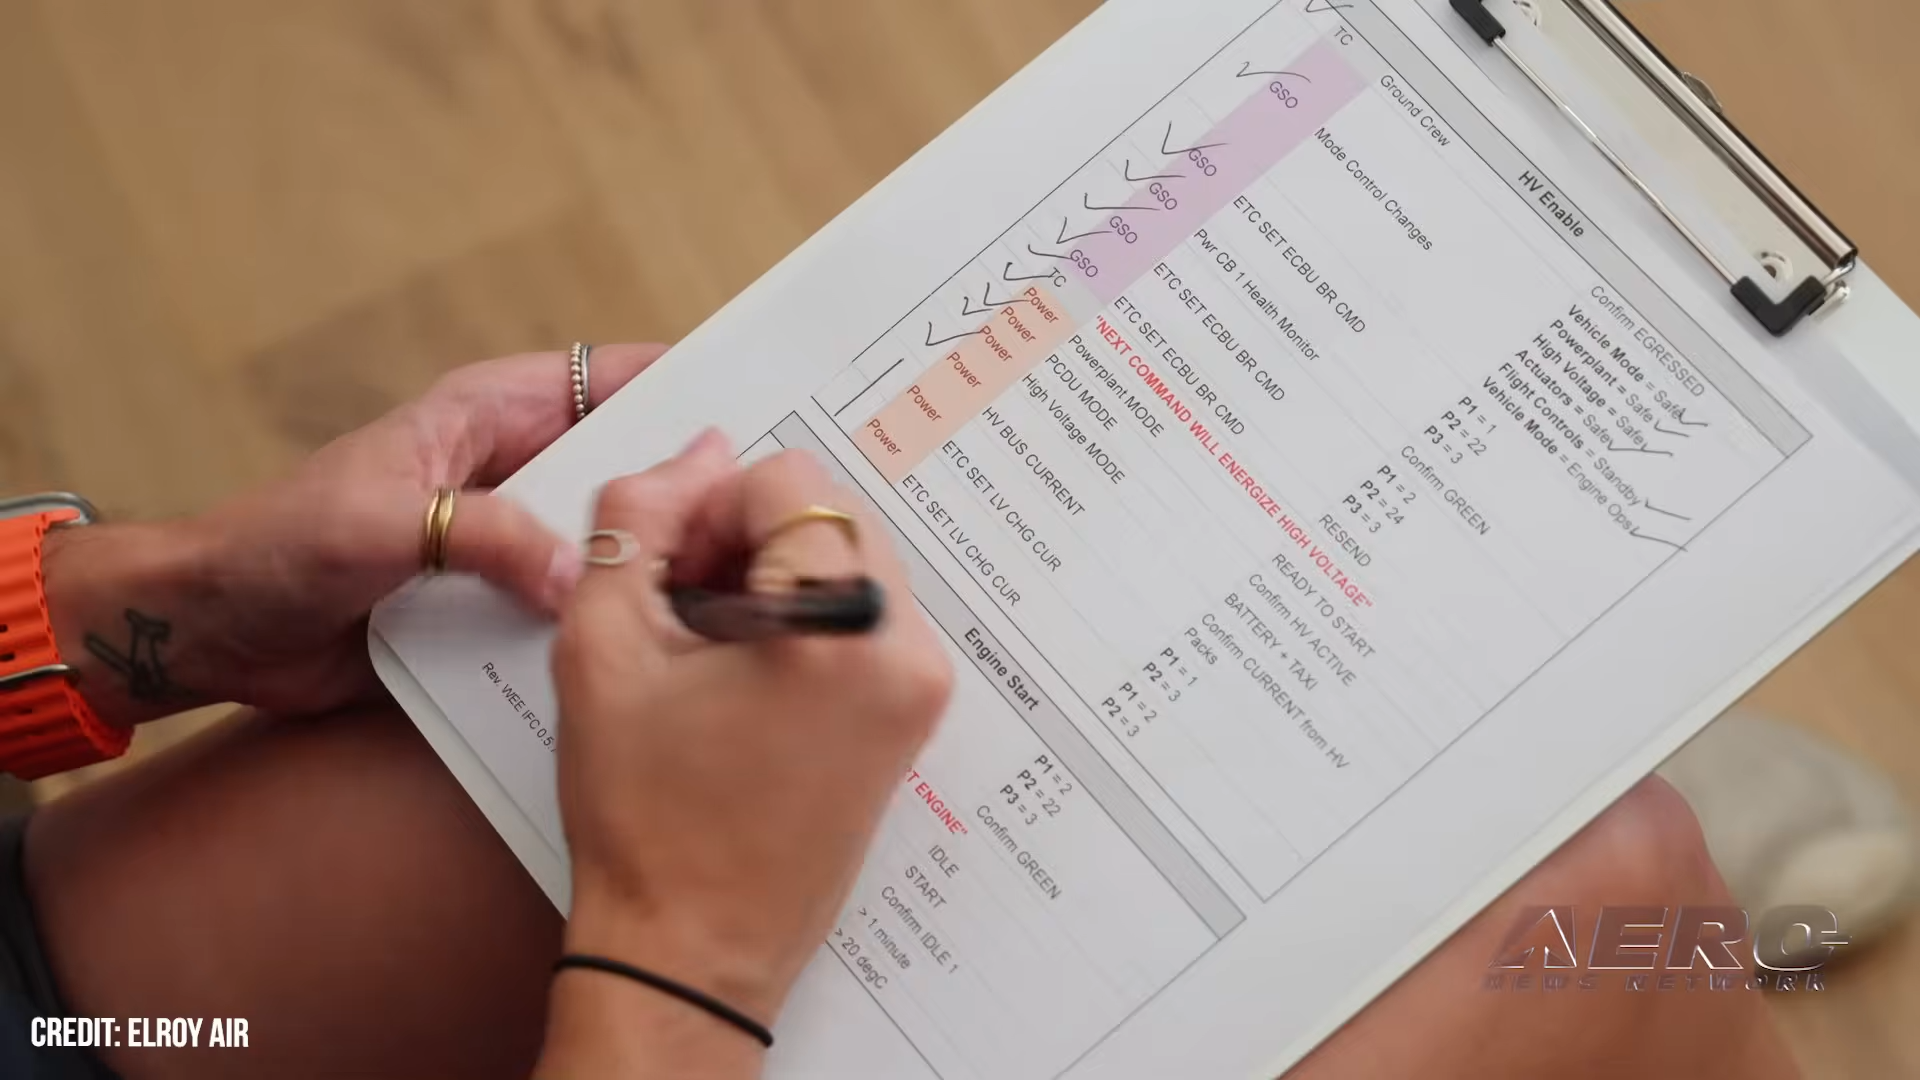 TC
Ground Crew
Confirm EGRESSED
HV Enable
GSO
Mode Control Changes
Vehicle Mode = Safe
Powerplant = Safe
High Voltage = Safe
Actuators = Safe
Flight Controls = Standby
Vehicle Mode = Engine Ops
GSO
ETC SET ECBU BR CMD
P1 = 1
P2 = 22
P3 = 3
GSO
Pwr CB 1 Health Monitor
Confirm GREEN
GSO
ETC SET ECBU BR CMD
P1 = 2
P2 = 24
P3 = 3
GSO
ETC SET ECBU BR CMD
RESEND
TC
"NEXT COMMAND WILL ENERGIZE HIGH VOLTAGE"
Power
Powerplant MODE
READY TO START
Power
PCDU MODE
Confirm HV ACTIVE
Power
High Voltage MODE
BATTERY + TAXI
Power
HV BUS CURRENT
Confirm CURRENT from HV
Packs
Power
ETC SET LV CHG CUR
P1 = 1
P2 = 3
Power
ETC SET LV CHG CUR
P1 = 2
P2 = 3
Engine Start
P1 = 2
P2 = 22
P3 = 3
Confirm GREEN
ENGINE"
IDLE
START
Confirm IDLE 1
> 1 minute
> 20 degC
Rev. WEE IFC 0.5.
AERO
NEWS NETWORK
CREDIT: ELROY AIR